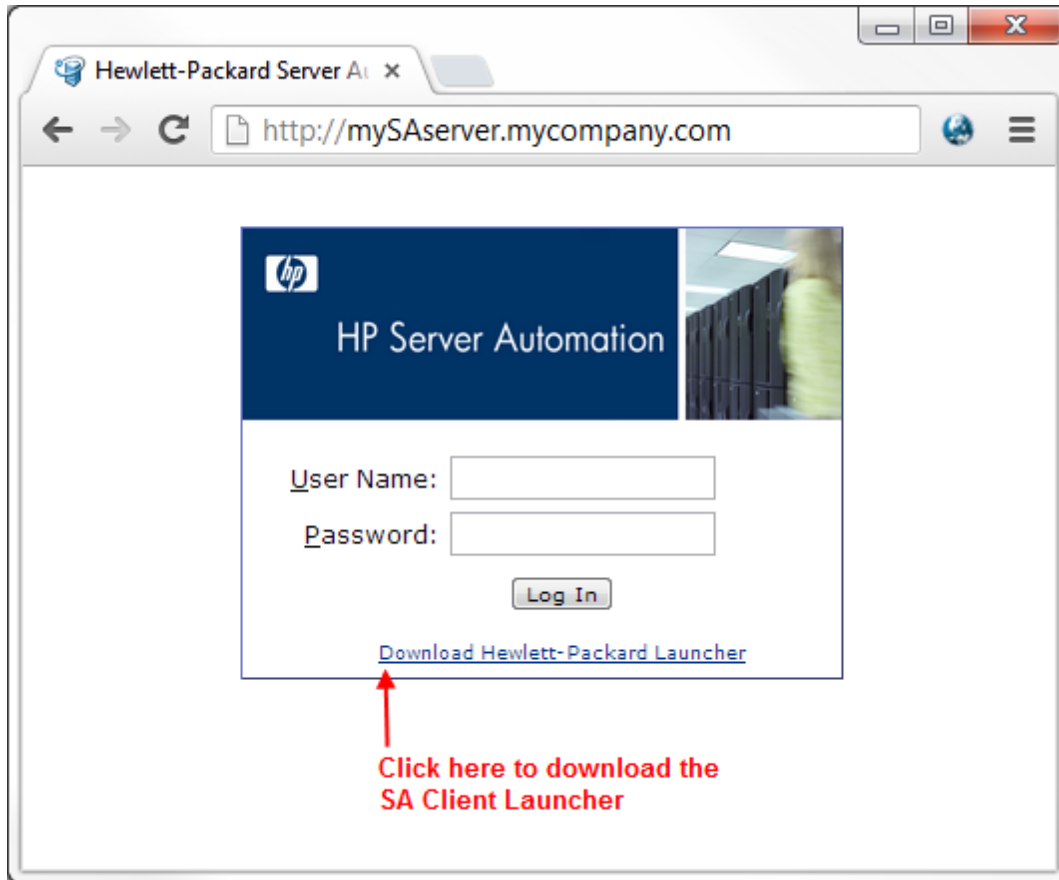 Hewlett-Packard Server Au
http://mySAserver.mycompany.com
hp
HP Server Automation
User Name:
Password:
Log In
Download Hewlett-Packard Launcher
Click here to download the
SA Client Launcher